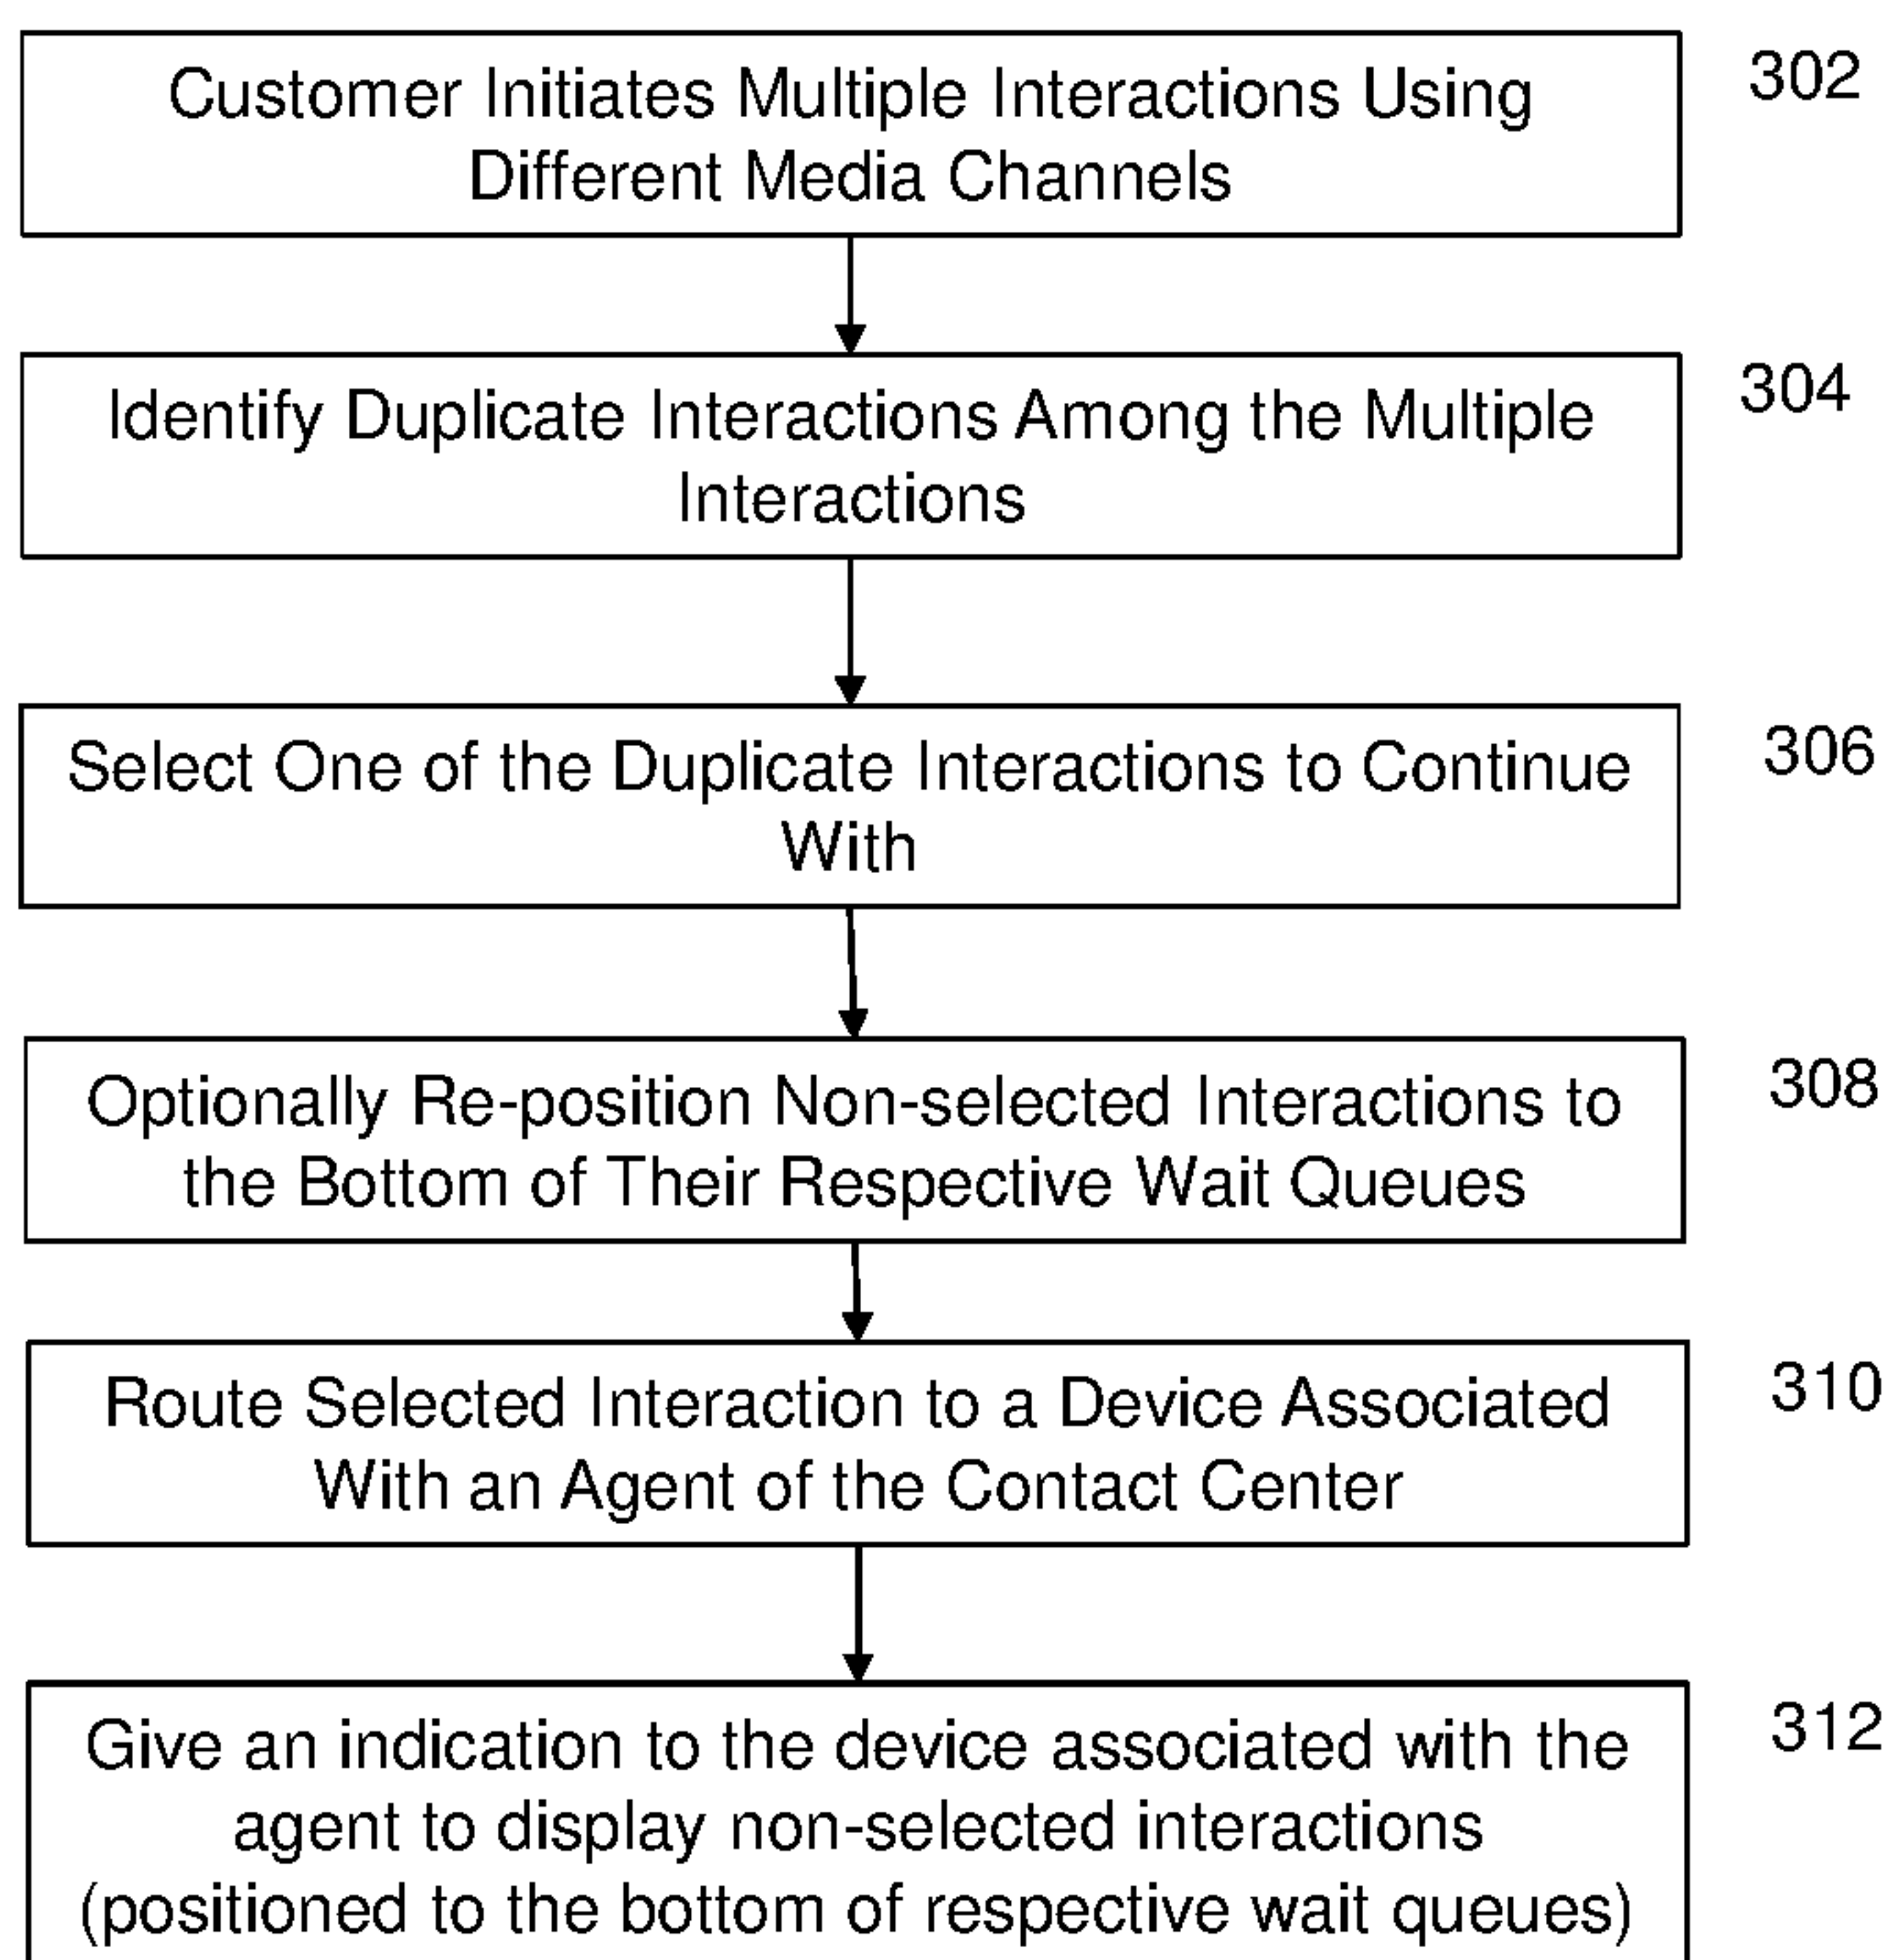 Customer Initiates Multiple Interactions Using
Different Media Channels
302
Identify Duplicate Interactions Among the Multiple
Interactions
304
Select One of the Duplicate Interactions to Continue
With
306
Optionally Re-position Non-selected Interactions to
the Bottom of Their Respective Wait Queues
308
Route Selected Interaction to a Device Associated
With an Agent of the Contact Center
310
Give an indication to the device associated with the
agent to display non-selected interactions
(positioned to the bottom of respective wait queues)
312